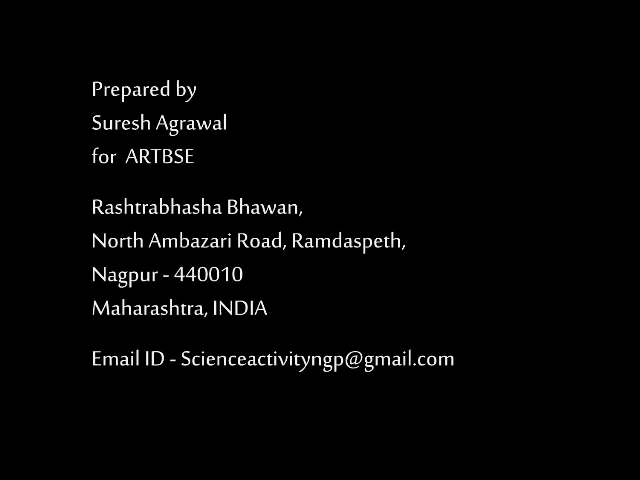 Prepared by
Suresh Agrawal
for ARTBSE
Rashtrabhasha Bhawan,
North Ambazari Road, Ramdaspeth,
Nagpur - 440010
Maharashtra, INDIA
Email ID - Scienceactivityngp@gmail.com